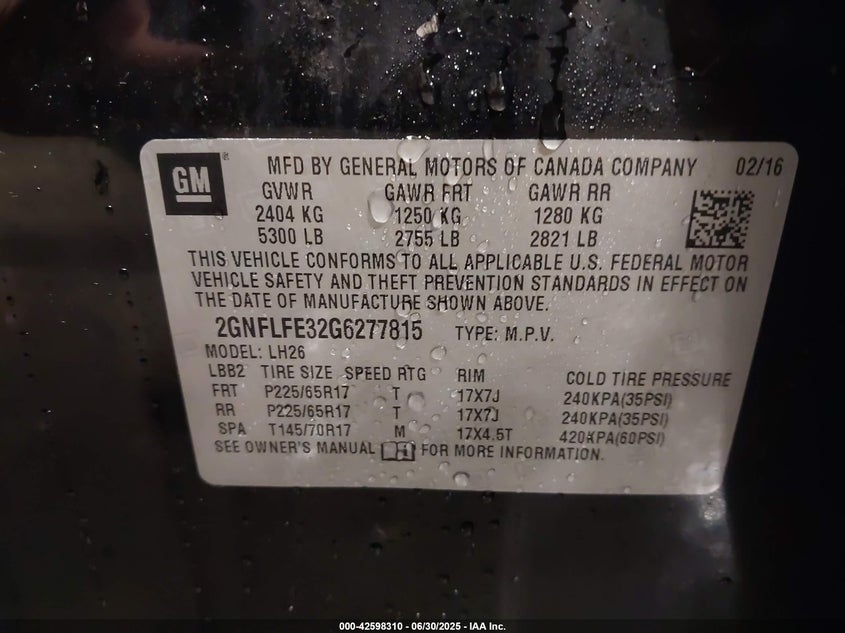 GM ® MFD BY GENERAL MOTORS OF CANADA COMPANY 02/16
GVWR GAWR FRT GAWR RR
2404 KG 1250 KG 1280 KG
5300 LB 2755 LB 2821 LB
THIS VEHICLE CONFORMS TO ALL APPLICABLE U.S. FEDERAL MOTOR
VEHICLE SAFETY AND THEFT PREVENTION STANDARDS IN EFFECT ON
THE DATE OF MANUFACTURE SHOWN ABOVE.
2GNFLFE32G6277815 TYPE: M.P.V.
MODEL: LH26
LBB2 TIRE SIZE SPEED RTG RIM COLD TIRE PRESSURE
FRT P225/65R17 T 17X7J 240KPA(35PSI)
RR P225/65R17 T 17X7J 240KPA(35PSI)
SPA T145/70R17 M 17X4.5T 420KPA(60PSI)
SEE OWNER'S MANUAL FOR MORE INFORMATION.
000-42598310 - 06/30/2025 - IAA Inc.